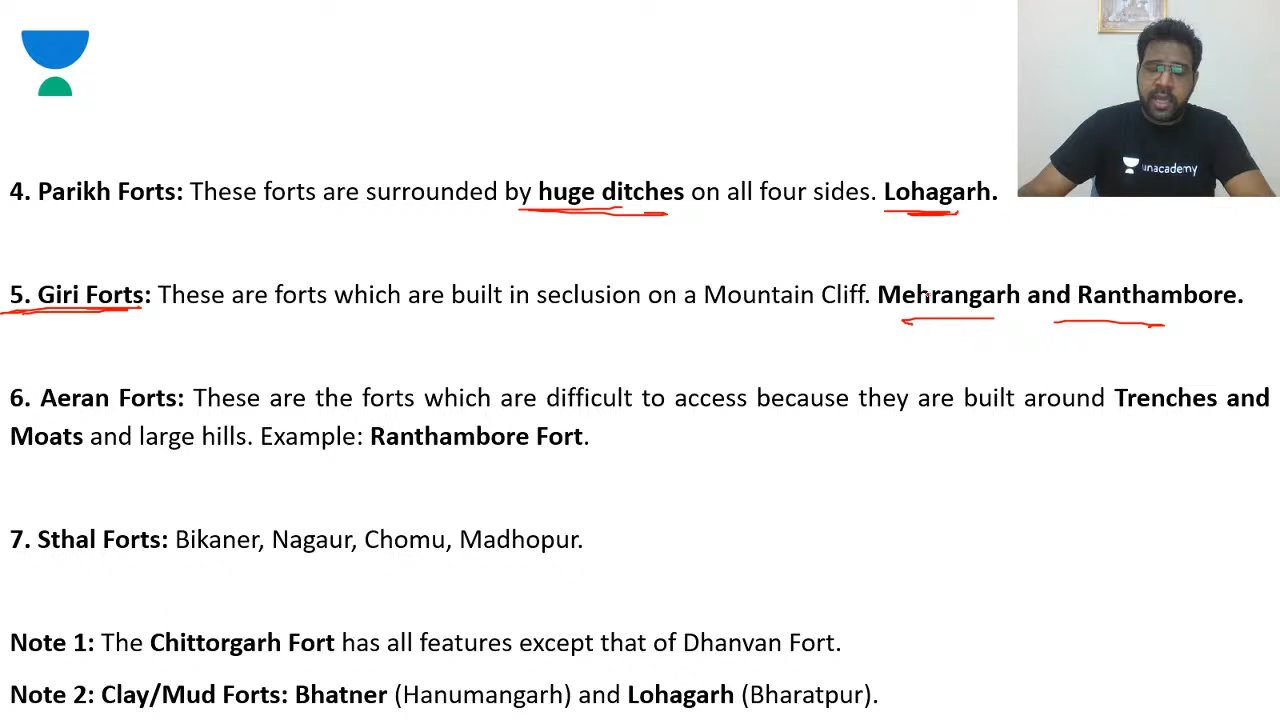 unacademy
4. Parikh Forts: These forts are surrounded by huge ditches on all four sides. Lohagarh.
5. Giri Forts: These are forts which are built in seclusion on a Mountain Cliff. Mehrangarh and Ranthambore.
6. Aeran Forts: These are the forts which are difficult to access because they are built around Trenches and
Moats and large hills. Example: Ranthambore Fort.
7. Sthal Forts: Bikaner, Nagaur, Chomu, Madhopur.
Note 1: The Chittorgarh Fort has all features except that of Dhanvan Fort.
Note 2: Clay/Mud Forts: Bhatner (Hanumangarh) and Lohagarh (Bharatpur).